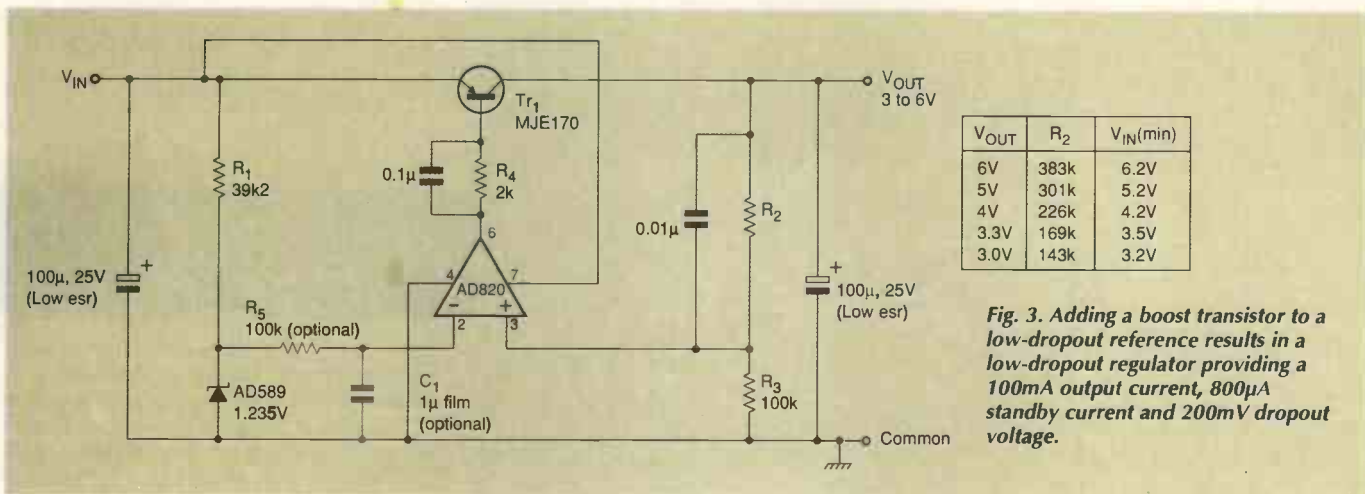 V_IN
Tr₁
MJE170
V_OUT
3 to 6V
R₁
39k2
0.1µ
R₄
2k
6
4
7
AD820
−
+
2
3
0.01µ
R₂
100µ, 25V
(Low esr)
+
100µ, 25V
(Low esr)
+
R₅
100k (optional)
AD589
1.235V
C₁
1µ film
(optional)
R₃
100k
Common
V_OUT R₂ V_IN(min)
6V 383k 6.2V
5V 301k 5.2V
4V 226k 4.2V
3.3V 169k 3.5V
3.0V 143k 3.2V
Fig. 3. Adding a boost transistor to a
low-dropout reference results in a
low-dropout regulator providing a
100mA output current, 800µA
standby current and 200mV dropout
voltage.